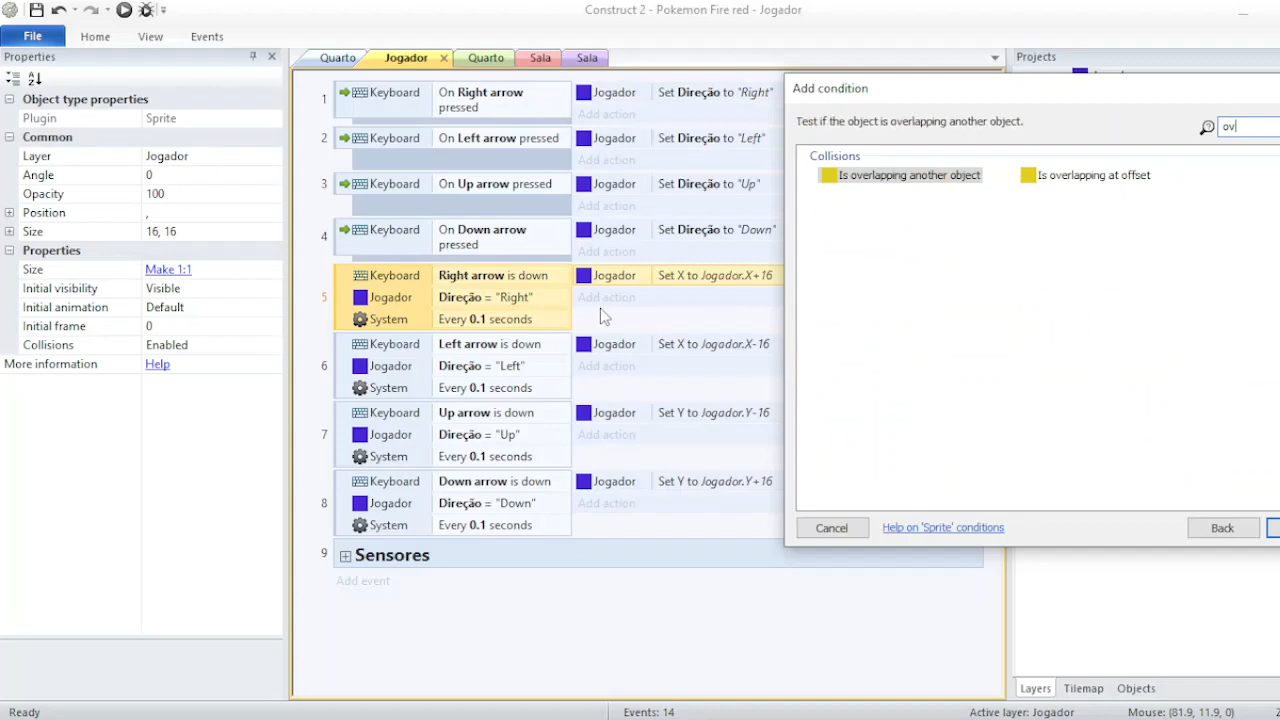 Construct 2 - Pokemon Fire red - Jogador
File Home View Events
Properties
Object type properties
Plugin Sprite
Common
Layer Jogador
Angle 0
Opacity 100
Position ,
Size 16, 16
Properties
Size Make 1:1
Initial visibility Visible
Initial animation Default
Initial frame 0
Collisions Enabled
More information Help
Quarto Jogador Quarto Sala Sala
1 Keyboard On Right arrow pressed Jogador Set Direção to "Right"
Add action
2 Keyboard On Left arrow pressed Jogador Set Direção to "Left"
Add action
3 Keyboard On Up arrow pressed Jogador Set Direção to "Up"
Add action
4 Keyboard On Down arrow pressed Jogador Set Direção to "Down"
Add action
5 Keyboard Right arrow is down Jogador Set X to Jogador.X+16
Jogador Direção = "Right" Add action
System Every 0.1 seconds
6 Keyboard Left arrow is down Jogador Set X to Jogador.X-16
Jogador Direção = "Left" Add action
System Every 0.1 seconds
7 Keyboard Up arrow is down Jogador Set Y to Jogador.Y-16
Jogador Direção = "Up" Add action
System Every 0.1 seconds
8 Keyboard Down arrow is down Jogador Set Y to Jogador.Y+16
Jogador Direção = "Down" Add action
System Every 0.1 seconds
9 Sensores
Add event
Projects
Add condition
Test if the object is overlapping another object.
ov
Collisions
Is overlapping another object Is overlapping at offset
Cancel Help on 'Sprite' conditions Back
Layers Tilemap Objects
Ready Events: 14 Active layer: Jogador Mouse: (81.9, 11.9, 0)